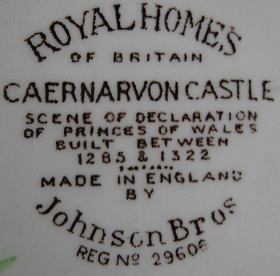 ROYAL HOMES
OF BRITAIN
CAERNARVON CASTLE
SCENE OF DECLARATION
OF PRINCES OF WALES
BUILT BETWEEN
1285 & 1322
MADE IN ENGLAND
BY
Johnson Bros
REG No 29608